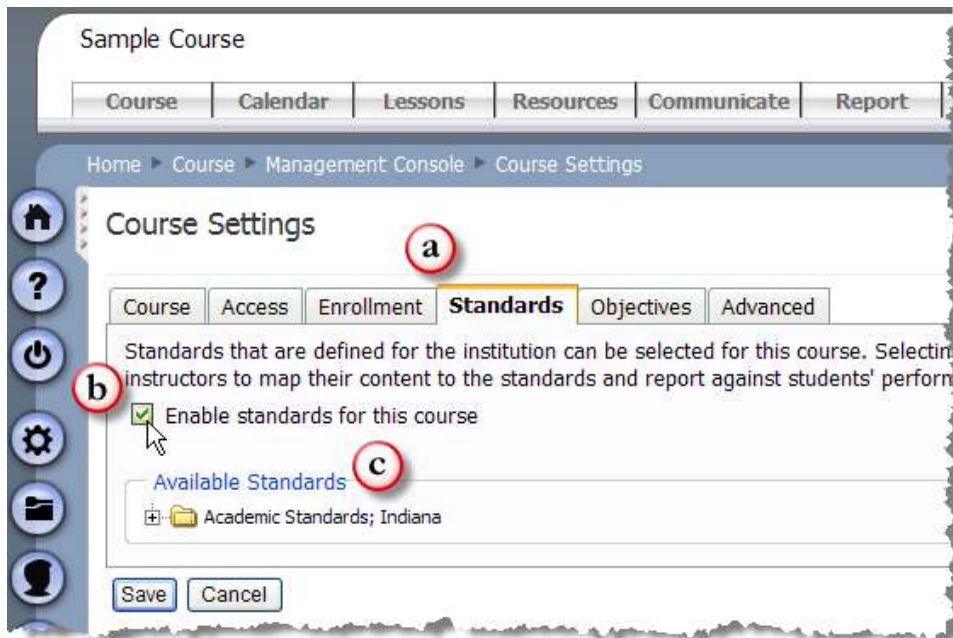 Sample Course
Course Calendar Lessons Resources Communicate Report
Home Course Management Console Course Settings
Course Settings
a
Course Access Enrollment Standards Objectives Advanced
Standards that are defined for the institution can be selected for this course. Selectin
instructors to map their content to the standards and report against students' perform
b
Enable standards for this course
c
Available Standards
Academic Standards; Indiana
Save Cancel